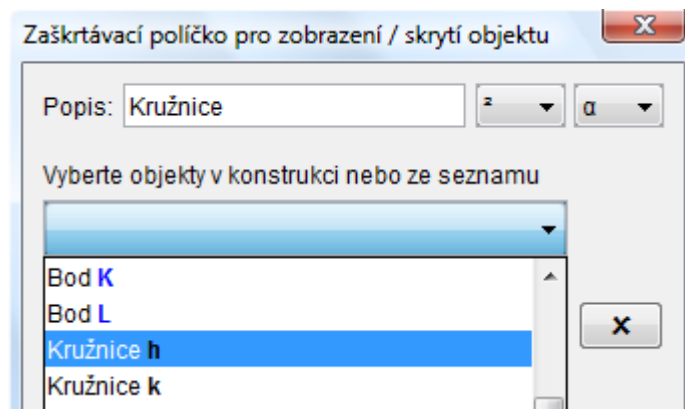 Zaškrtávací políčko pro zobrazení / skrytí objektu
Popis: Kružnice ² α
Vyberte objekty v konstrukci nebo ze seznamu
Bod K
Bod L
Kružnice h
Kružnice k